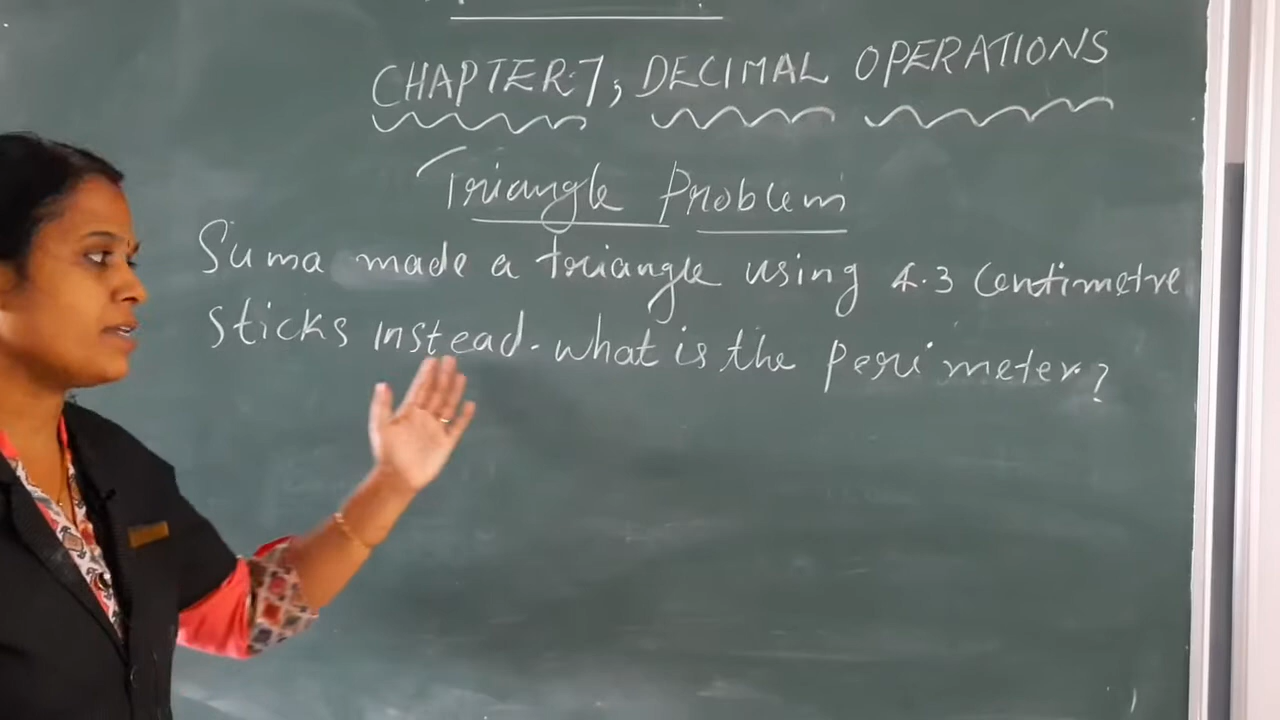 CHAPTER:7; DECIMAL OPERATIONS
Triangle Problem
Suma made a triangle using 4.3 Centimetre
sticks instead. what is the perimeter?